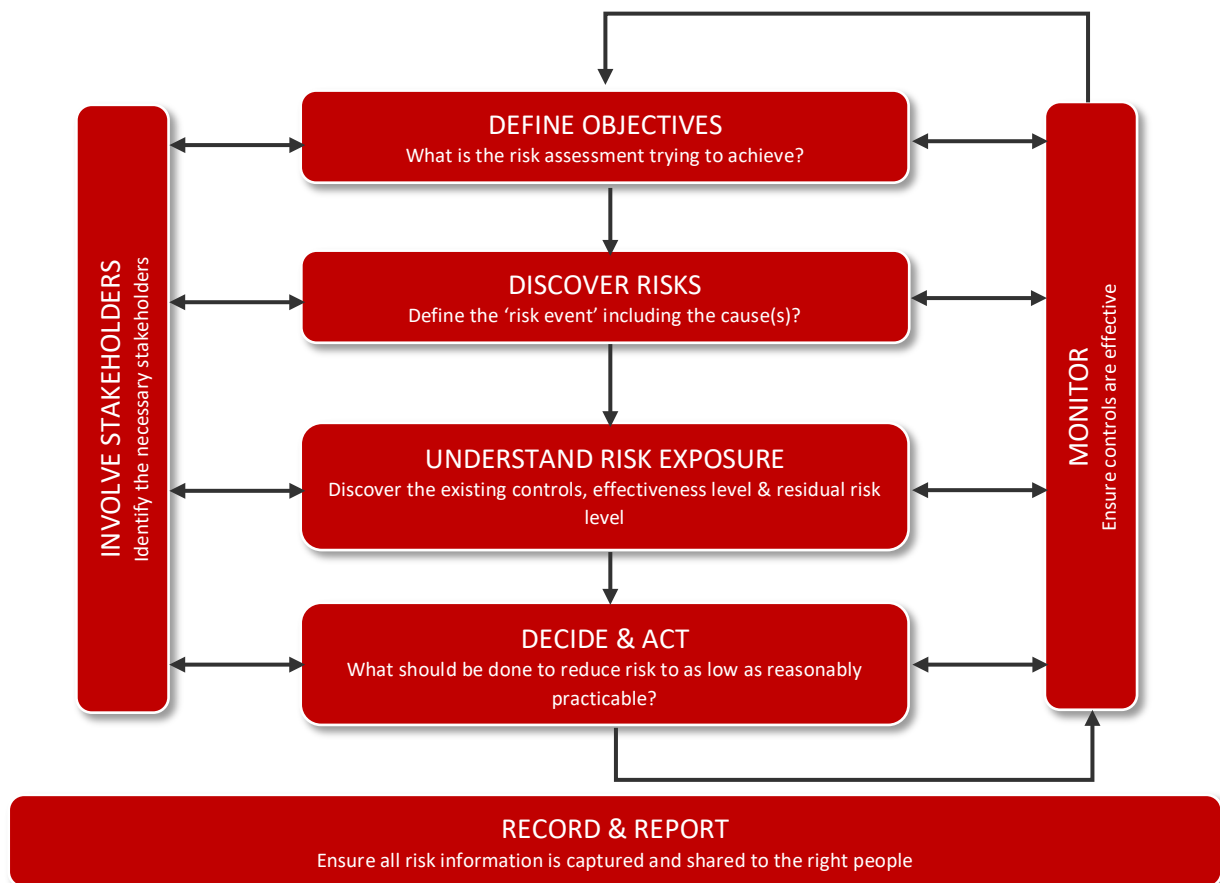 DEFINE OBJECTIVES
What is the risk assessment trying to achieve?
INVOLVE STAKEHOLDERS
Identify the necessary stakeholders
DISCOVER RISKS
Define the ‘risk event’ including the cause(s)?
MONITOR
Ensure controls are effective
UNDERSTAND RISK EXPOSURE
Discover the existing controls, effectiveness level & residual risk
level
DECIDE & ACT
What should be done to reduce risk to as low as reasonably
practicable?
RECORD & REPORT
Ensure all risk information is captured and shared to the right people